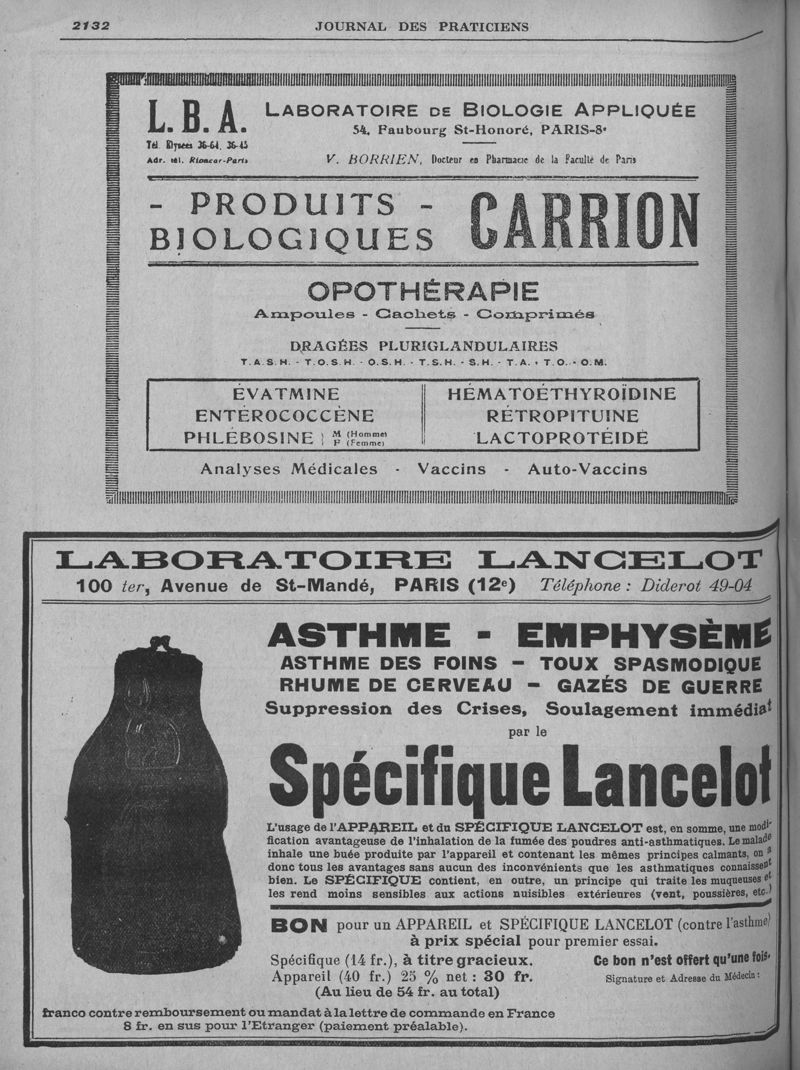 2132
JOURNAL DES PRATICIENS
L. B. A.
Tél. Elysées 36-64, 36-45
Adr. tél. Rioncar-Paris
LABORATOIRE DE BIOLOGIE APPLIQUÉE
54, Faubourg St-Honoré, PARIS-8e
V. BORRIEN, Docteur en Pharmacie de la Faculté de Paris
- PRODUITS -
BIOLOGIQUES
CARRION
OPOTHÉRAPIE
Ampoules - Cachets - Comprimés
DRAGÉES PLURIGLANDULAIRES
T.A.S.H. - T.O.S.H. - O.S.H. - T.S.H. - S.H. - T.A. - T.O. - O.M.
ÉVATMINE
ENTÉROCOCCÈNE
PHLÉBOSINE } M (Homme)
F (Femme)
HÉMATOÉTHYROÏDINE
RÉTROPITUINE
LACTOPROTÉIDE
Analyses Médicales - Vaccins - Auto-Vaccins
LABORATOIRE LANCELOT
100 ter, Avenue de St-Mandé, PARIS (12e) Téléphone : Diderot 49-04
ASTHME - EMPHYSÈME
ASTHME DES FOINS - TOUX SPASMODIQUE
RHUME DE CERVEAU - GAZÉS DE GUERRE
Suppression des Crises, Soulagement immédiat
par le
Spécifique Lancelot
L'usage de l'APPAREIL et du SPÉCIFIQUE LANCELOT est, en somme, une modi-
fication avantageuse de l'inhalation de la fumée des poudres anti-asthmatiques. Le malade
inhale une buée produite par l'appareil et contenant les mêmes principes calmants, on a
donc tous les avantages sans aucun des inconvénients que les asthmatiques connaissent
bien. Le SPÉCIFIQUE contient, en outre, un principe qui traite les muqueuses et
les rend moins sensibles aux actions nuisibles extérieures (vent, poussières, etc.)
BON pour un APPAREIL et SPÉCIFIQUE LANCELOT (contre l'asthme)
à prix spécial pour premier essai.
Spécifique (14 fr.), à titre gracieux.
Appareil (40 fr.) 25 % net : 30 fr.
(Au lieu de 54 fr. au total)
Ce bon n'est offert qu'une fois.
Signature et Adresse du Médecin :
franco contre remboursement ou mandat à la lettre de commande en France
8 fr. en sus pour l'Etranger (paiement préalable).